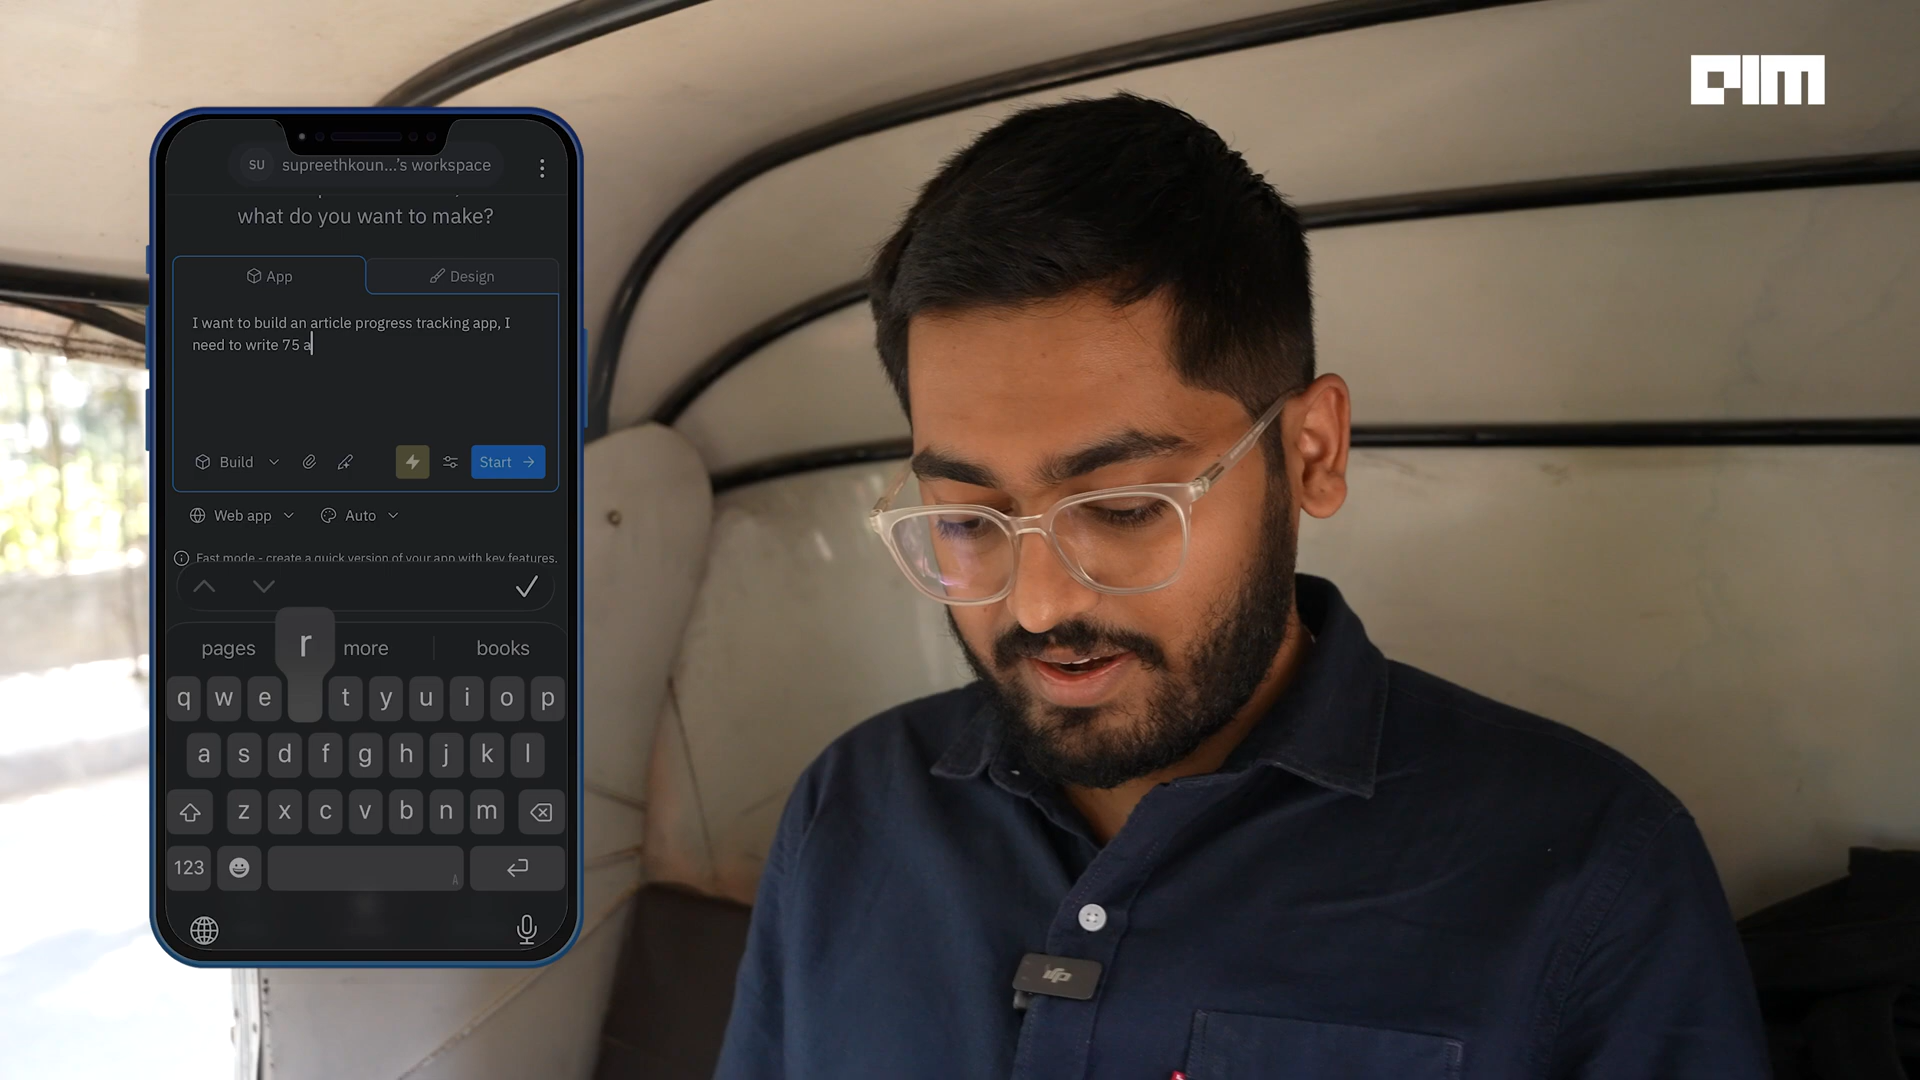 AIM
SU supreethkoun...'s workspace
what do you want to make?
App
Design
I want to build an article progress tracking app, I
need to write 75 a
Build
Start →
Web app
Auto
Fast mode - create a quick version of your app with key features.
pages
r
more
books
q w e t y u i o p
a s d f g h j k l
z x c v b n m
123
A
dji